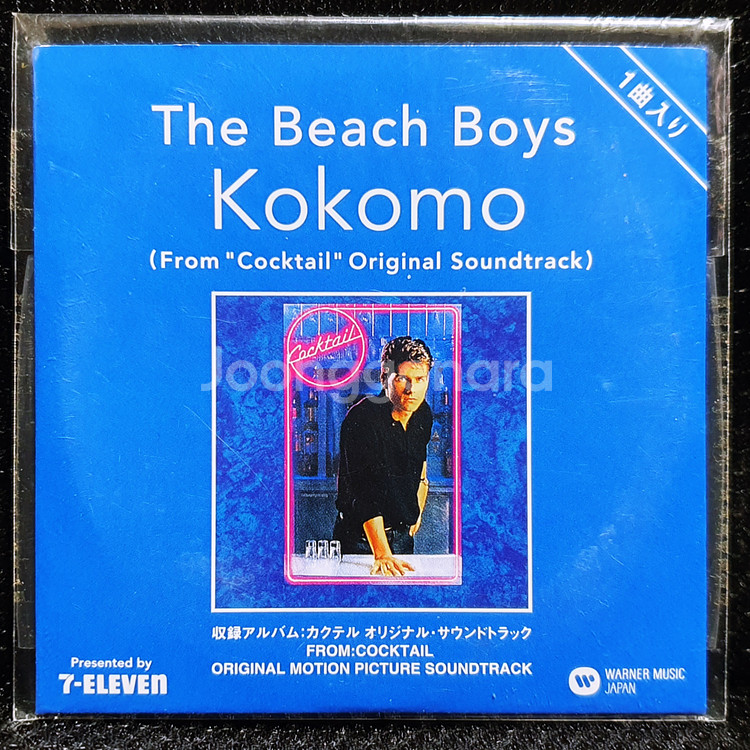 1曲入り
The Beach Boys
Kokomo
(From "Cocktail" Original Soundtrack)
Cocktail
Joonggonara
収録アルバム:カクテル オリジナル・サウンドトラック
FROM:COCKTAIL
ORIGINAL MOTION PICTURE SOUNDTRACK
Presented by
7-ELEVEN
WARNER MUSIC
JAPAN